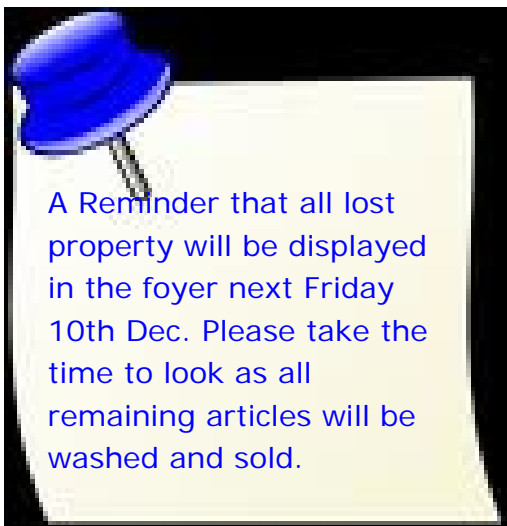 A Reminder that all lost
property will be displayed
in the foyer next Friday
10th Dec. Please take the
time to look as all
remaining articles will be
washed and sold.